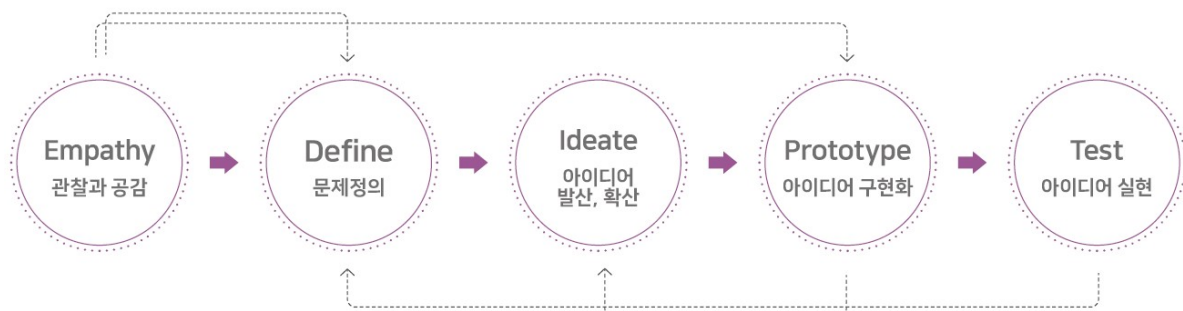 Empathy
관찰과 공감
Define
문제정의
Ideate
아이디어
발산, 확산
Prototype
아이디어 구현화
Test
아이디어 실현